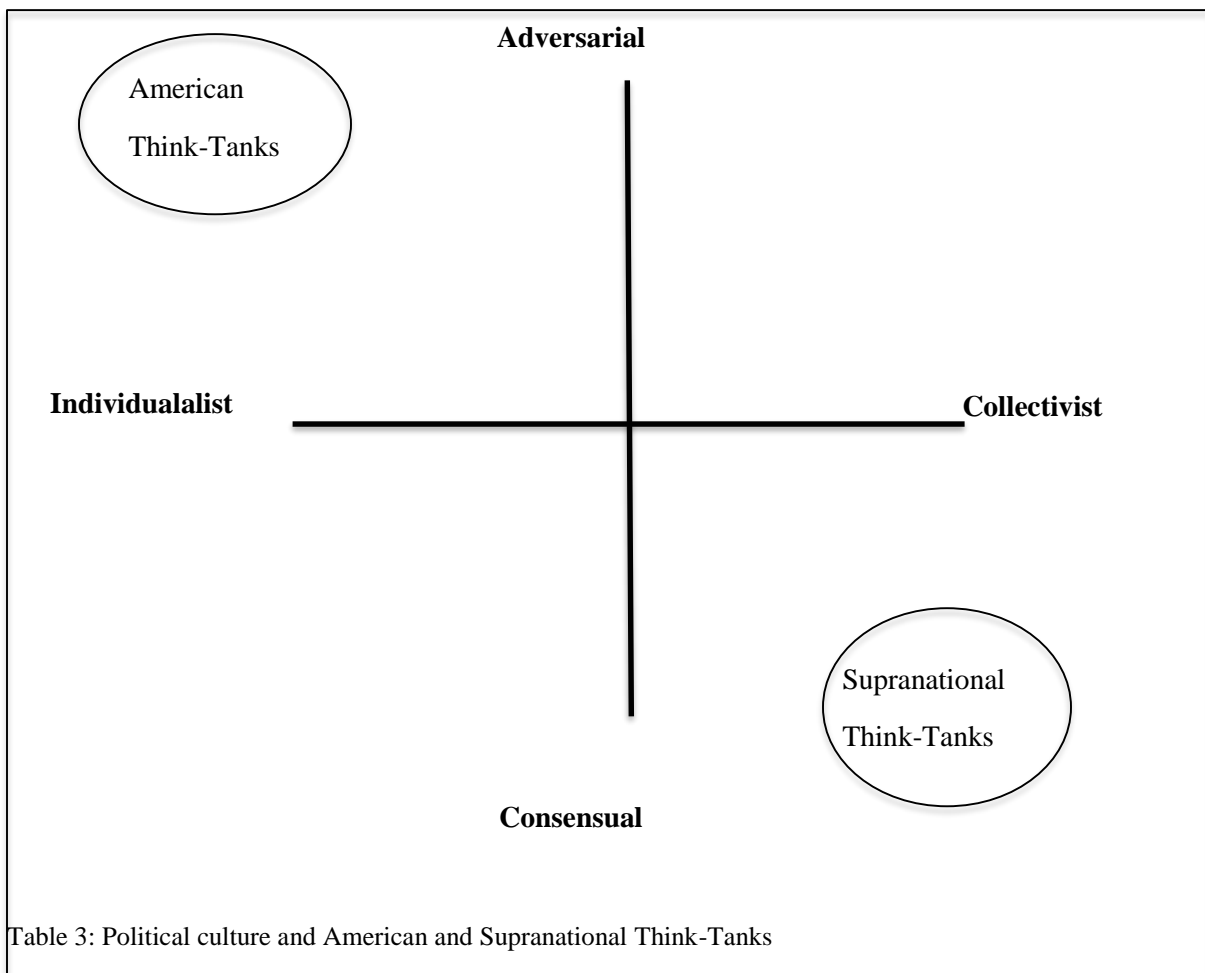 Adversarial
American
Think-Tanks
Individualalist
Collectivist
Supranational
Think-Tanks
Consensual
Table 3: Political culture and American and Supranational Think-Tanks